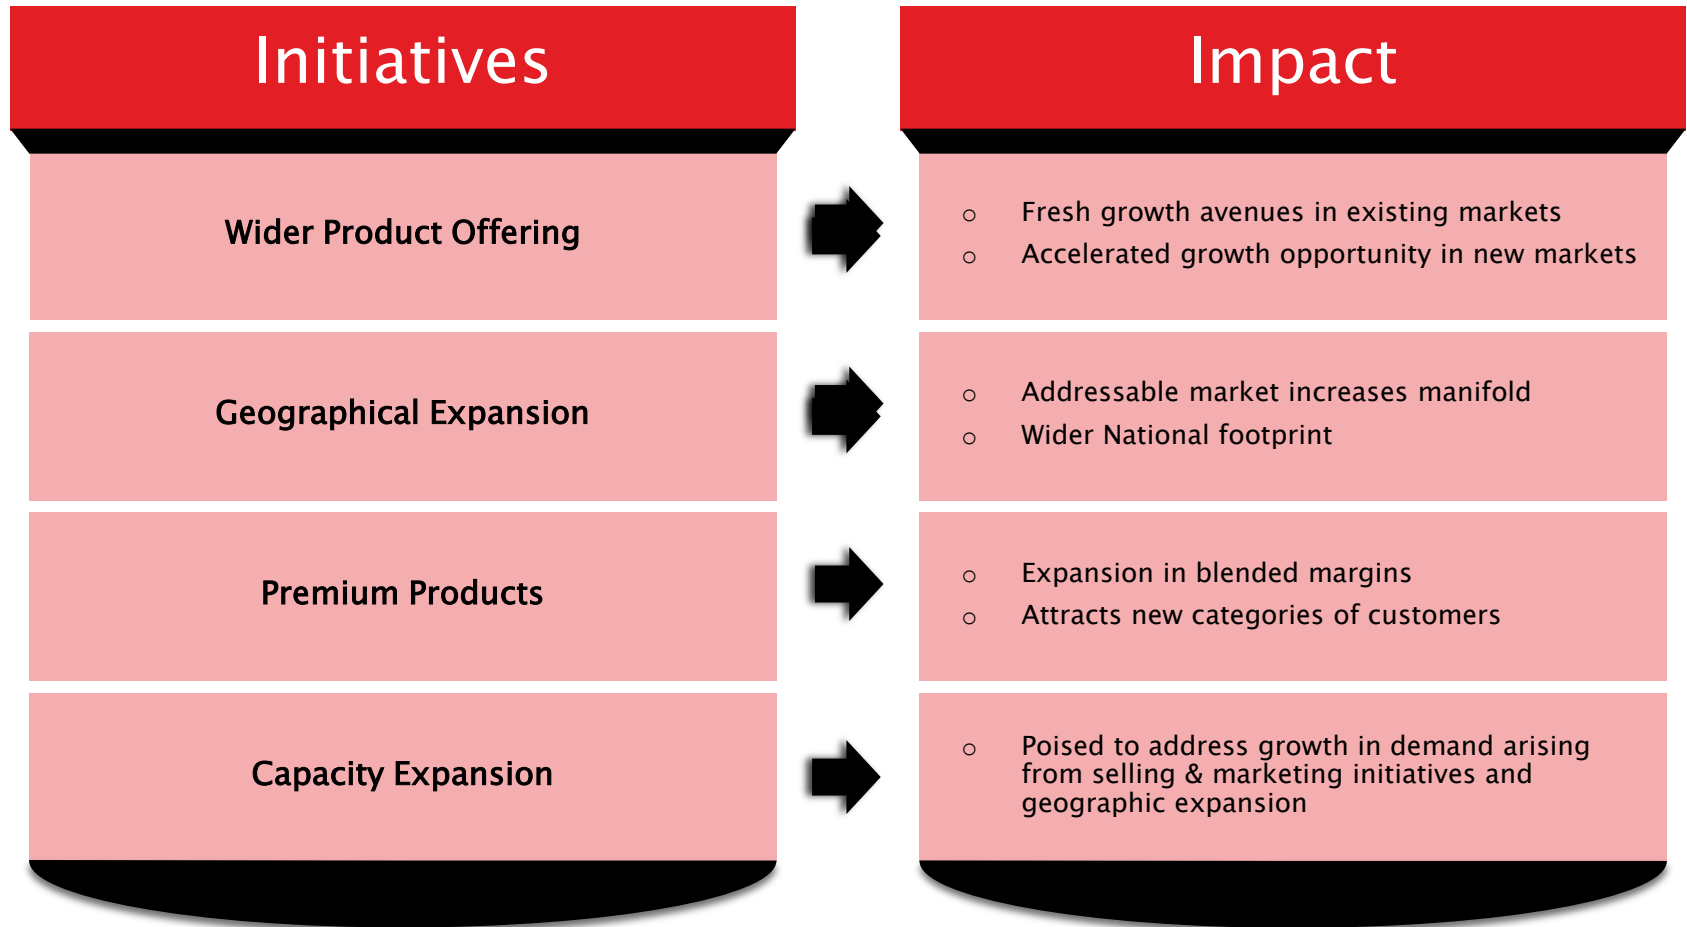 Initiatives
Impact
Wider Product Offering
o Fresh growth avenues in existing markets
o Accelerated growth opportunity in new markets
Geographical Expansion
o Addressable market increases manifold
o Wider National footprint
Premium Products
o Expansion in blended margins
o Attracts new categories of customers
Capacity Expansion
o Poised to address growth in demand arising
from selling & marketing initiatives and
geographic expansion